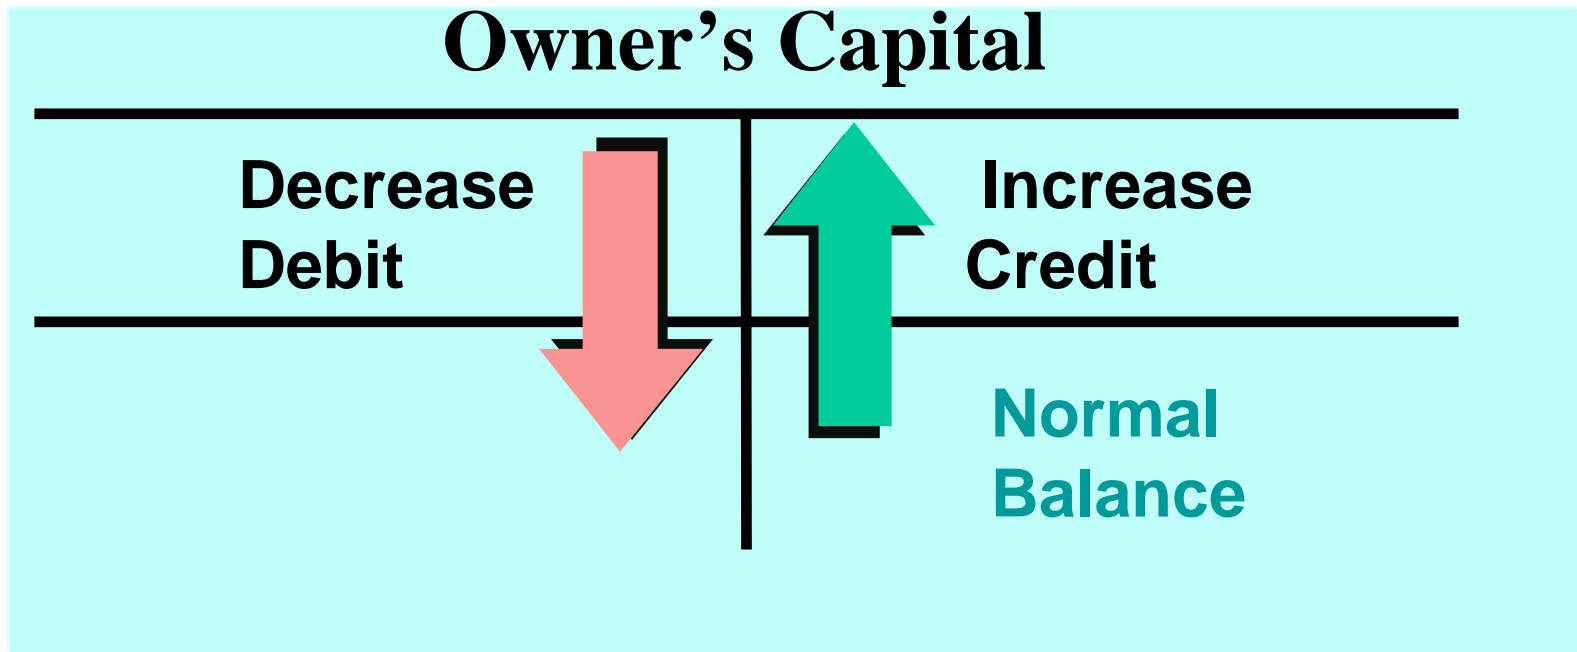 Owner’s Capital
Decrease
Debit
Increase
Credit
Normal
Balance